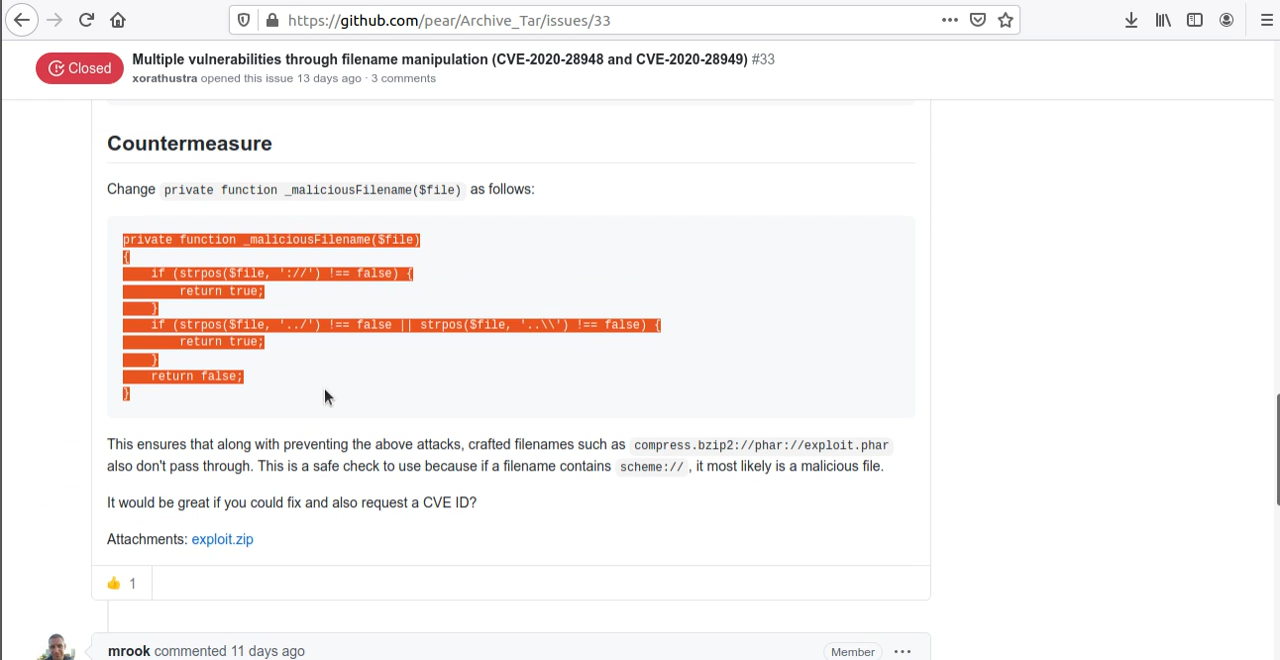 https://github.com/pear/Archive_Tar/issues/33
Closed
Multiple vulnerabilities through filename manipulation (CVE-2020-28948 and CVE-2020-28949) #33
xorathustra opened this issue 13 days ago · 3 comments
Countermeasure
Change private function _maliciousFilename($file) as follows:
private function _maliciousFilename($file)
{
    if (strpos($file, '://') !== false) {
        return true;
    }
    if (strpos($file, '../') !== false || strpos($file, '..\\') !== false) {
        return true;
    }
    return false;
}
This ensures that along with preventing the above attacks, crafted filenames such as compress.bzip2://phar://exploit.phar
also don't pass through. This is a safe check to use because if a filename contains scheme://, it most likely is a malicious file.
It would be great if you could fix and also request a CVE ID?
Attachments: exploit.zip
👍 1
mrook commented 11 days ago
Member